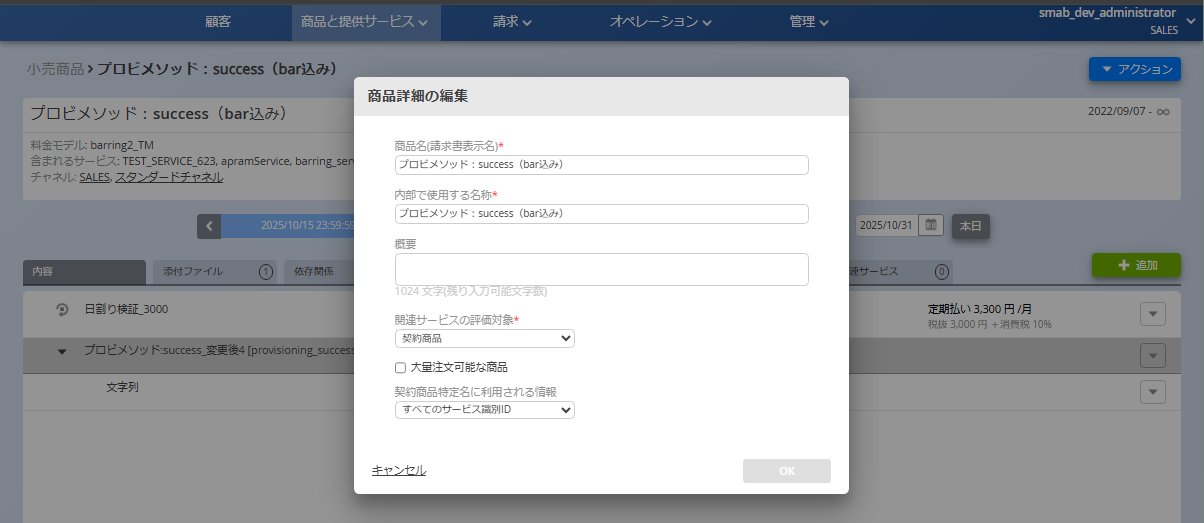 顧客
商品と提供サービス
請求
オペレーション
管理
smab_dev_administrator
SALES
小売商品 プロビメソッド：success（bar込み）
アクション
プロビメソッド：success（bar込み）
2022/09/07 - ∞
料金モデル: barring2_TM
含まれるサービス: TEST_SERVICE_623, apramService, barring_serv
チャネル: SALES, スタンダードチャネル
2025/10/15 23:59:59
2025/10/31
本日
内容
添付ファイル 1
依存関係
連サービス 0
追加
日割り検証_3000
定期払い 3,300 円 /月
税抜 3,000 円 + 消費税 10%
プロビメソッド:success_変更後4 [provisioning_success
文字列
商品詳細の編集
商品名(請求書表示名)*
プロビメソッド：success（bar込み）
内部で使用する名称*
プロビメソッド：success（bar込み）
概要
1024 文字(残り入力可能文字数)
関連サービスの評価対象*
契約商品
大量注文可能な商品
契約商品特定名に利用される情報
すべてのサービス識別ID
キャンセル
OK